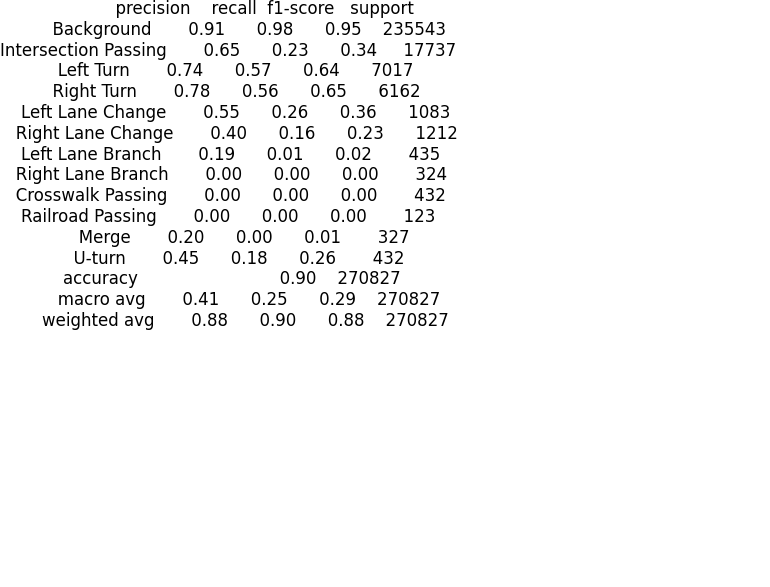 precision recall f1-score support
Background 0.91 0.98 0.95 235543
Intersection Passing 0.65 0.23 0.34 17737
Left Turn 0.74 0.57 0.64 7017
Right Turn 0.78 0.56 0.65 6162
Left Lane Change 0.55 0.26 0.36 1083
Right Lane Change 0.40 0.16 0.23 1212
Left Lane Branch 0.19 0.01 0.02 435
Right Lane Branch 0.00 0.00 0.00 324
Crosswalk Passing 0.00 0.00 0.00 432
Railroad Passing 0.00 0.00 0.00 123
Merge 0.20 0.00 0.01 327
U-turn 0.45 0.18 0.26 432
accuracy 0.90 270827
macro avg 0.41 0.25 0.29 270827
weighted avg 0.88 0.90 0.88 270827